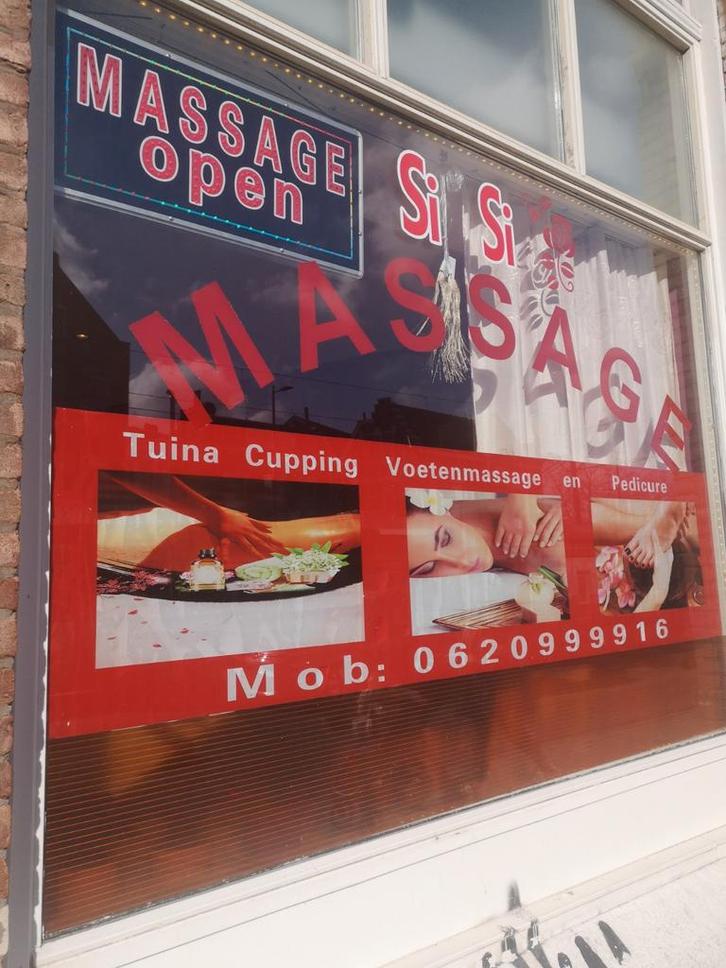 MASSAGE
open
Si Si
MASSAGE
Tuina Cupping Voetenmassage en Pedicure
Mob: 0620999916